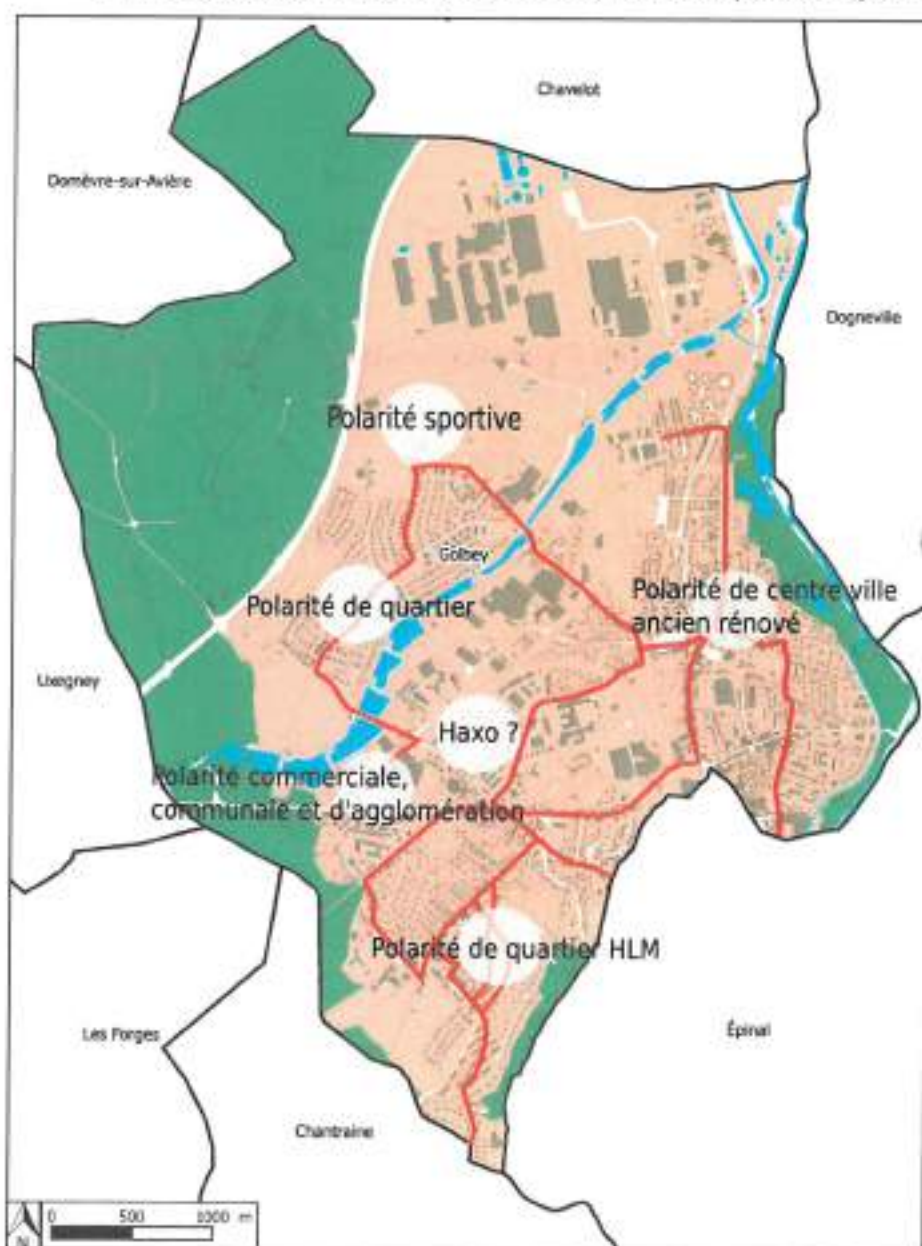 Chavelot
Domèvre-sur-Avière
Dogneville
Polarité sportive
Golbey
Polarité de quartier
Polarité de centre ville
ancien rénové
Uxegney
Haxo ?
Polarité commerciale,
communale et d'agglomération
Polarité de quartier HLM
Les Forges
Épinal
Chantraine
0 500 1000 m
N